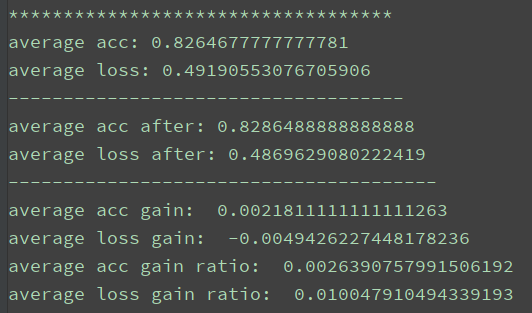 ***********************************
average acc: 0.8264677777777781
average loss: 0.49190553076705906
------------------------------------
average acc after: 0.8286488888888888
average loss after: 0.4869629080222419
---------------------------------------
average acc gain:  0.0021811111111111263
average loss gain:  -0.0049426227448178236
average acc gain ratio:  0.0026390757991506192
average loss gain ratio:  0.010047910494339193